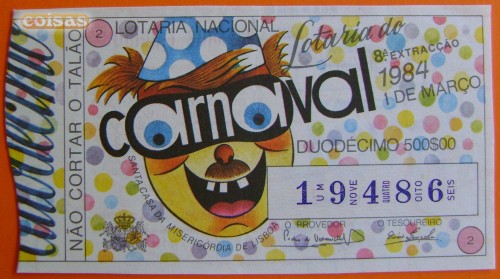 coisas
2
LOTARIA NACIONAL
Lotaria do
carnaval
8ª EXTRACÇÃO
1984
1 DE MARÇO
DUODÉCIMO 500$00
1 UM 9 NOVE 4 QUATRO 8 OITO 6 SEIS
SANTA CASA DA MISERICÓRDIA DE LISBOA
O PROVEDOR
O TESOUREIRO
2
NÃO CORTAR O TALÃO